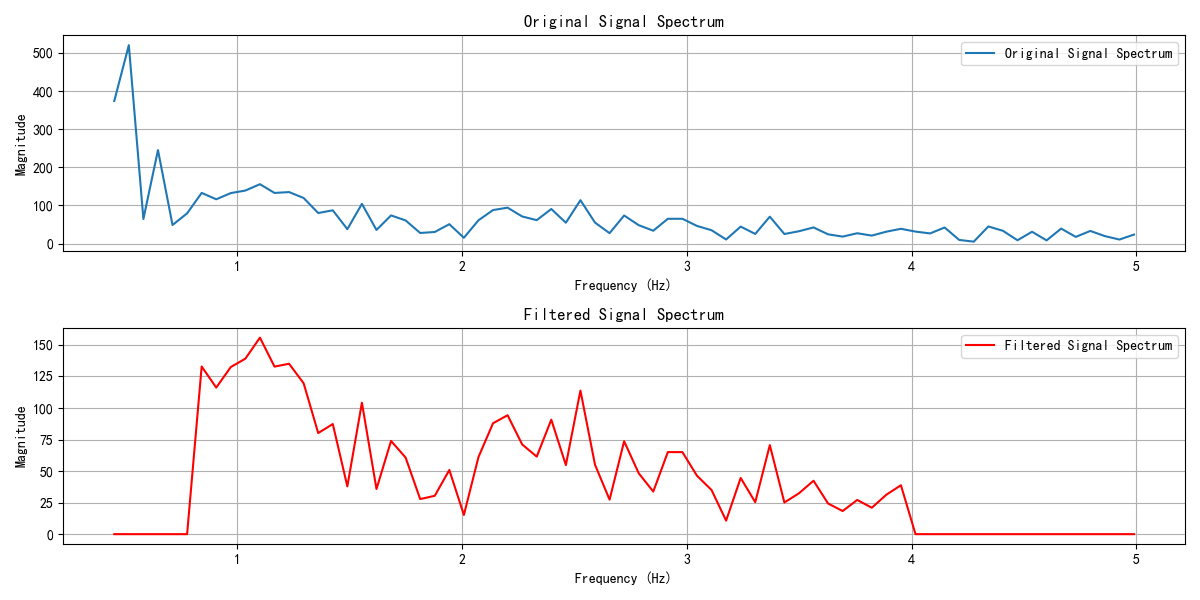 Original Signal Spectrum
Original Signal Spectrum
500
400
300
200
100
0
Magnitude
1 2 3 4 5
Frequency (Hz)
Filtered Signal Spectrum
Filtered Signal Spectrum
150
125
100
75
50
25
0
Magnitude
1 2 3 4 5
Frequency (Hz)